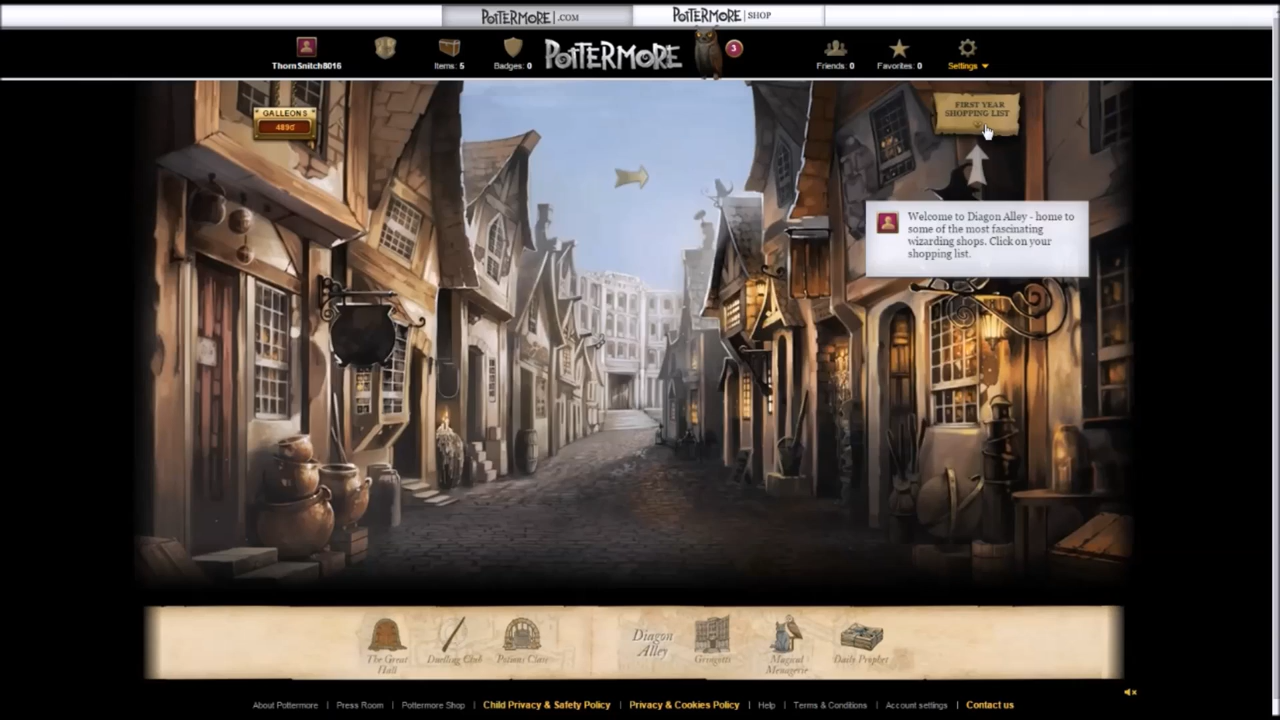 POTTERMORE|.COM
POTTERMORE|SHOP
ThornSnitch8016
Items: 5
Badges: 0
POTTERMORE
3
Friends: 0
Favorites: 0
Settings
GALLEONS
FIRST YEAR
SHOPPING LIST
Welcome to Diagon Alley - home to
some of the most fascinating
wizarding shops. Click on your
shopping list.
The Great
Hall
Duelling Club
Potions Class
Diagon
Alley
Gringotts
Magical
Menagerie
Daily Prophet
About Pottermore | Press Room | Pottermore Shop | Child Privacy & Safety Policy | Privacy & Cookies Policy | Help | Terms & Conditions | Account settings | Contact us